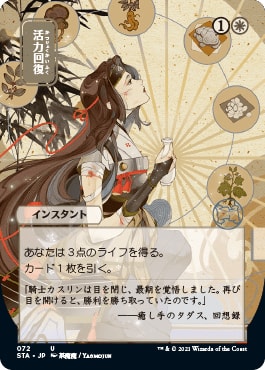 活力回復
かつりょくかいふく
1
インスタント
あなたは3点のライフを得る。
カード1枚を引く。
「騎士カスリンは目を閉じ、最期を覚悟しました。再び
目を開けると、勝利を勝ち取っていたのです。」
――癒し手のタダス、回想録
072 U
STA • JP 茶魔魔 / Yaamojun
™ & © 2021 Wizards of the Coast